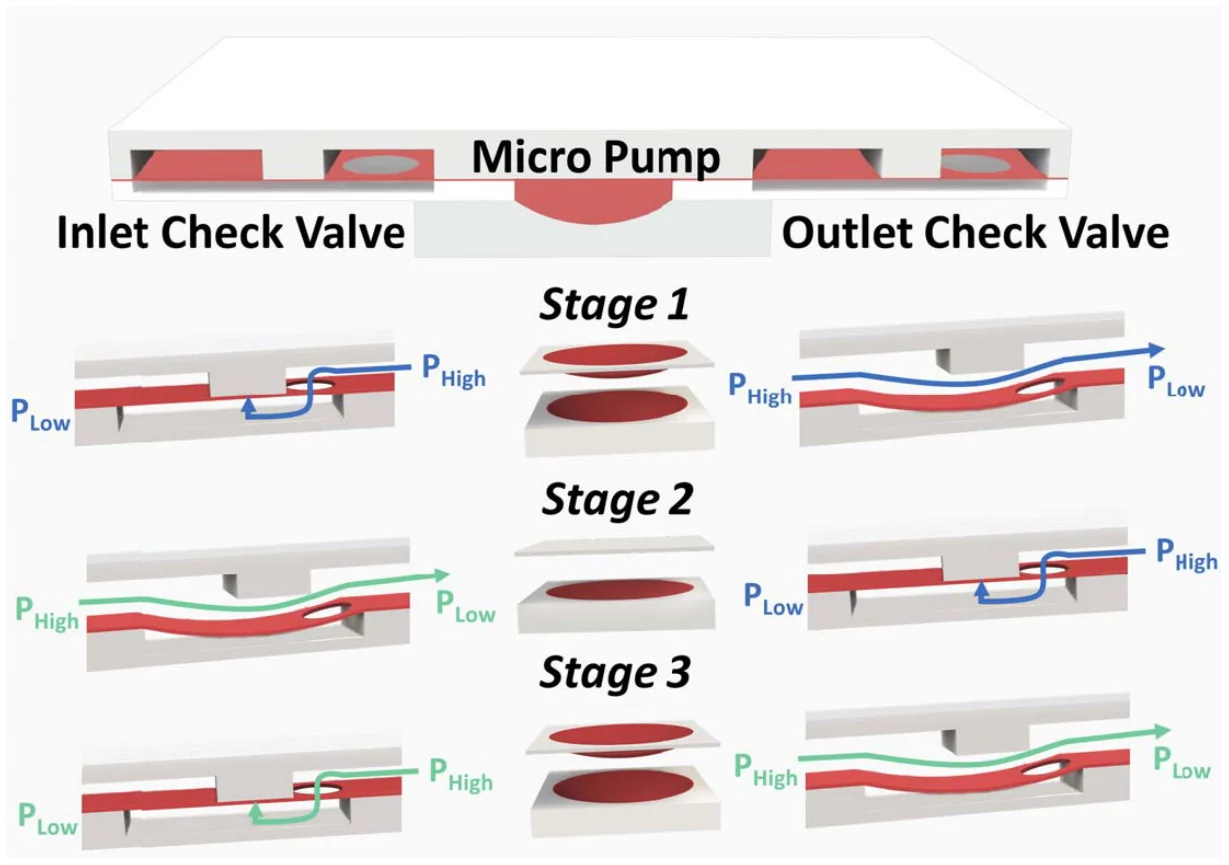 Micro Pump
Inlet Check Valve
Outlet Check Valve
Stage 1
PHigh
PLow
PHigh
PLow
Stage 2
PHigh
PLow
PHigh
PLow
Stage 3
PHigh
PLow
PHigh
PLow